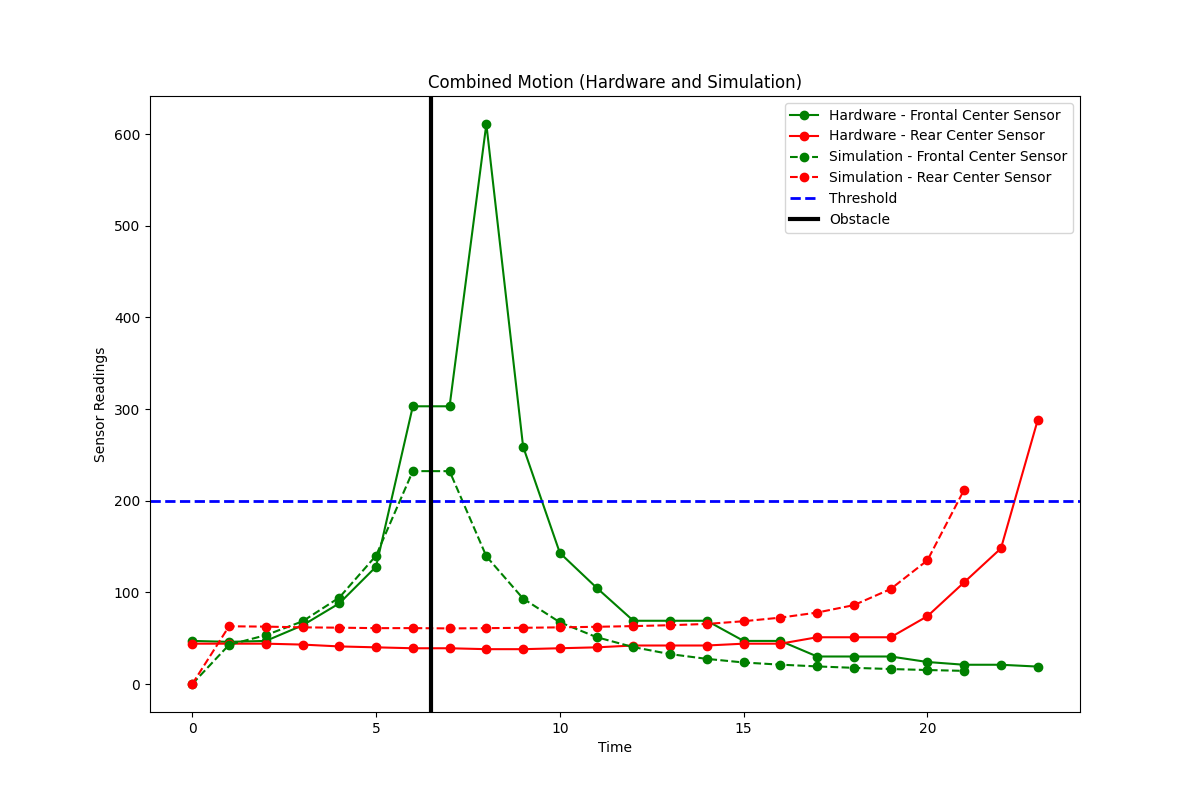 Combined Motion (Hardware and Simulation)
Hardware - Frontal Center Sensor
Hardware - Rear Center Sensor
Simulation - Frontal Center Sensor
Simulation - Rear Center Sensor
Threshold
Obstacle
600
500
400
300
200
100
0
Sensor Readings
0 5 10 15 20
Time